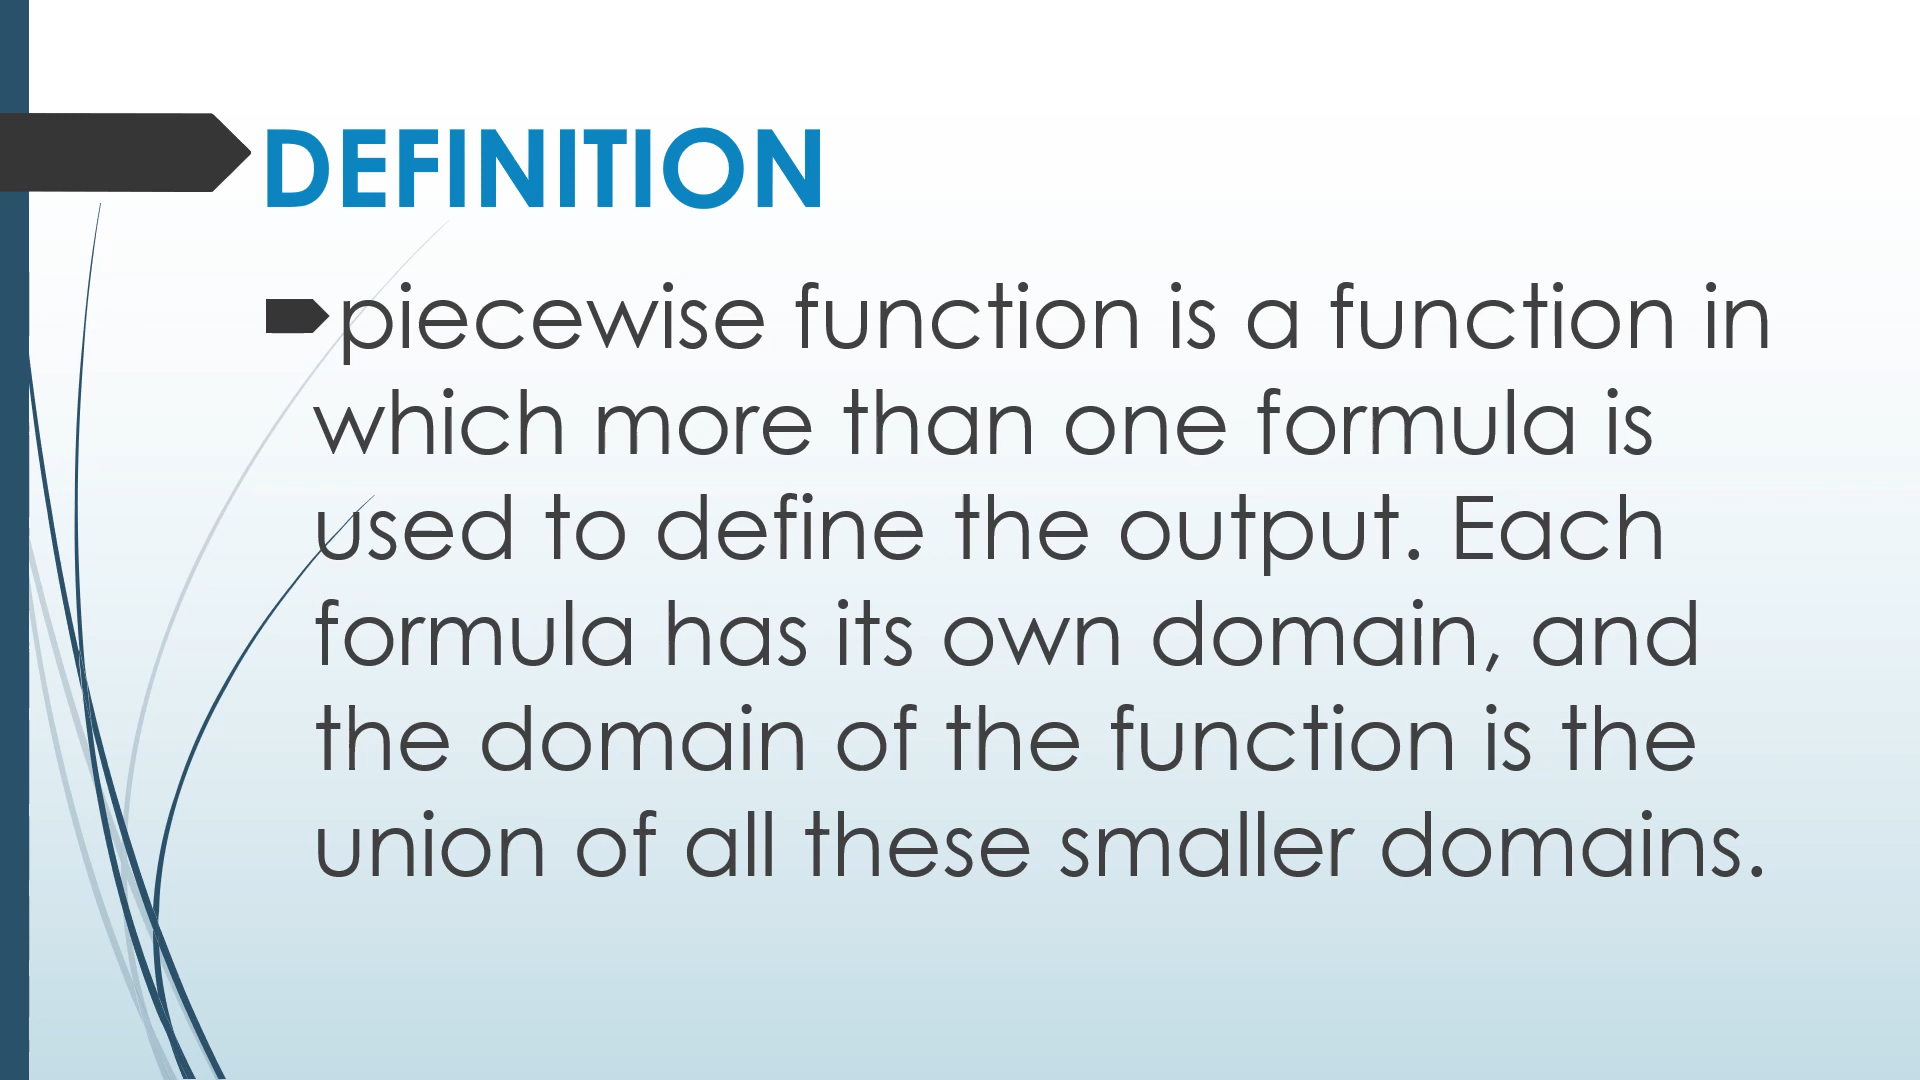 DEFINITION
piecewise function is a function in
which more than one formula is
used to define the output. Each
formula has its own domain, and
the domain of the function is the
union of all these smaller domains.